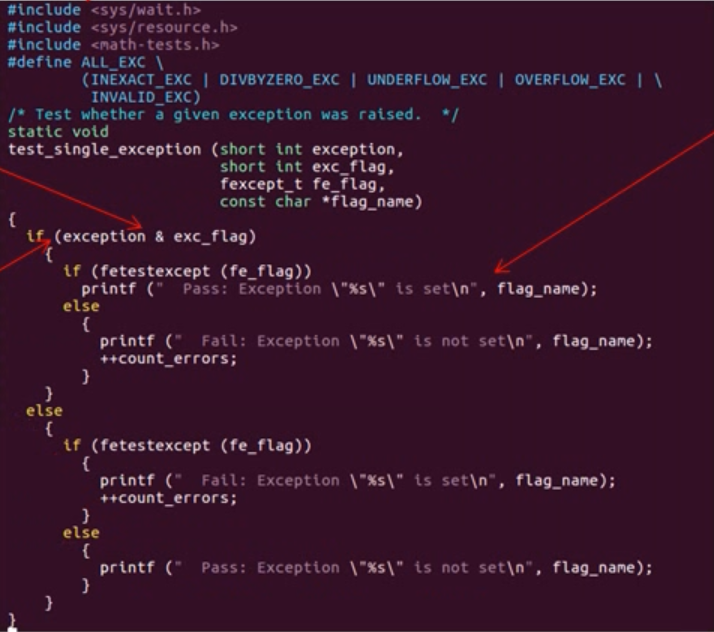 #include <sys/wait.h>
#include <sys/resource.h>
#include <math-tests.h>
#define ALL_EXC \
        (INEXACT_EXC | DIVBYZERO_EXC | UNDERFLOW_EXC | OVERFLOW_EXC | \
         INVALID_EXC)
/* Test whether a given exception was raised.  */
static void
test_single_exception (short int exception,
                       short int exc_flag,
                       fexcept_t fe_flag,
                       const char *flag_name)
{
  if (exception & exc_flag)
    {
      if (fetestexcept (fe_flag))
        printf ("  Pass: Exception \"%s\" is set\n", flag_name);
      else
        {
          printf ("  Fail: Exception \"%s\" is not set\n", flag_name);
          ++count_errors;
        }
    }
  else
    {
      if (fetestexcept (fe_flag))
        {
          printf ("  Fail: Exception \"%s\" is set\n", flag_name);
          ++count_errors;
        }
      else
        {
          printf ("  Pass: Exception \"%s\" is not set\n", flag_name);
        }
    }
}